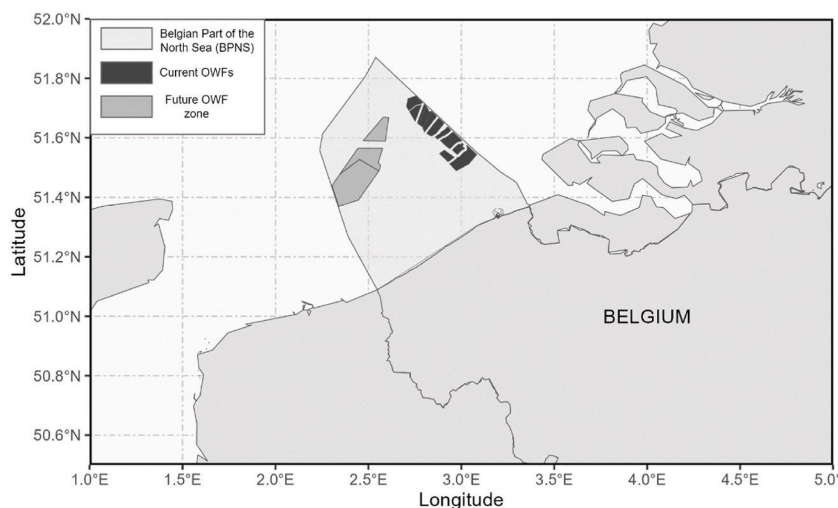 52.0°N
51.8°N
51.6°N
51.4°N
51.2°N
51.0°N
50.8°N
50.6°N
Latitude
Belgian Part of the
North Sea (BPNS)
Current OWFs
Future OWF
zone
BELGIUM
1.0°E 1.5°E 2.0°E 2.5°E 3.0°E 3.5°E 4.0°E 4.5°E 5.0°E
Longitude